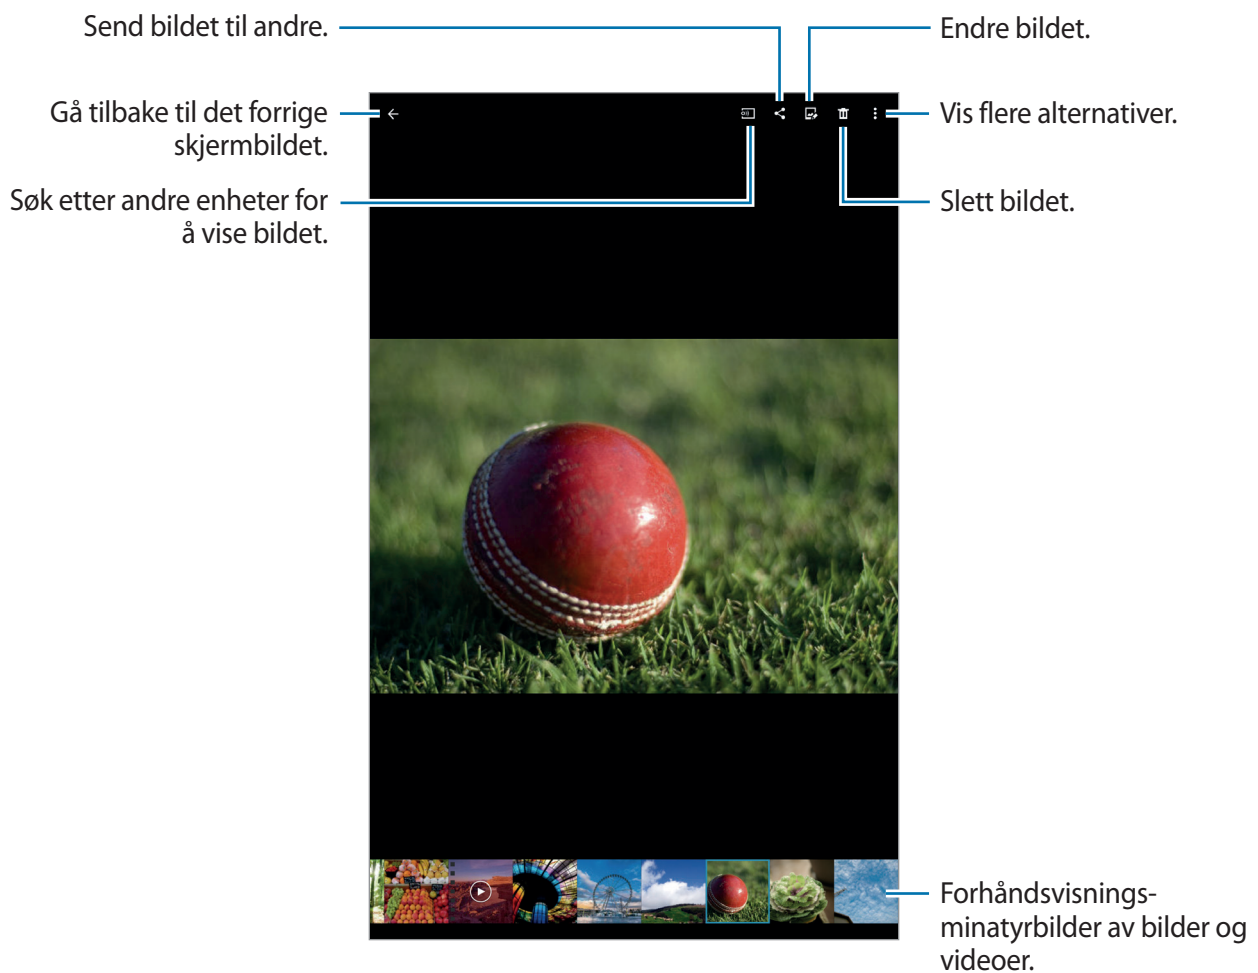 Send bildet til andre.
Endre bildet.
Gå tilbake til det forrige
skjermbildet.
Vis flere alternativer.
Søk etter andre enheter for
å vise bildet.
Slett bildet.
Forhåndsvisnings-
minatyrbilder av bilder og
videoer.